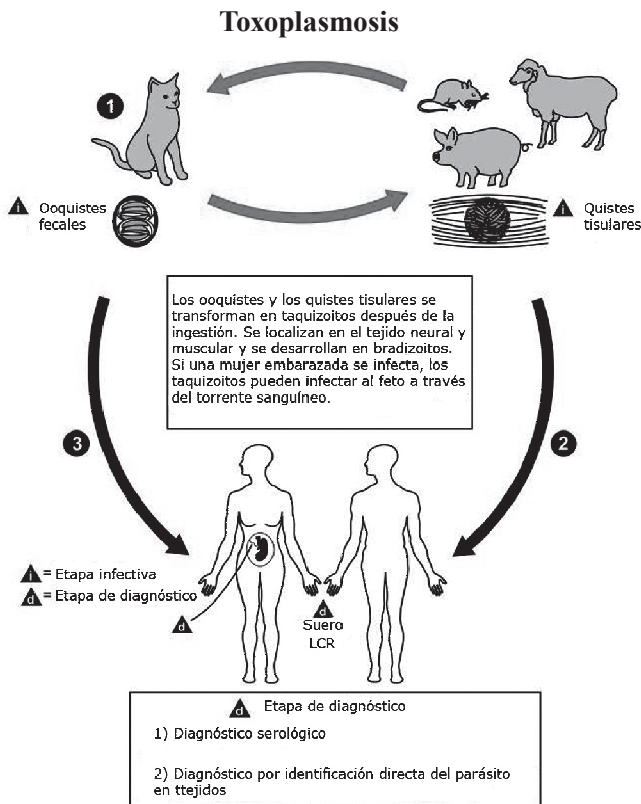 Toxoplasmosis
1
i Ooquistes
fecales
i Quistes
tisulares
Los ooquistes y los quistes tisulares se
transforman en taquizoitos después de la
ingestión. Se localizan en el tejido neural y
muscular y se desarrollan en bradizoitos.
Si una mujer embarazada se infecta, los
taquizoitos pueden infectar al feto a través
del torrente sanguíneo.
3
2
i = Etapa infectiva
d = Etapa de diagnóstico
d
d
Suero
LCR
d Etapa de diagnóstico
1) Diagnóstico serológico
2) Diagnóstico por identificación directa del parásito
en ttejidos